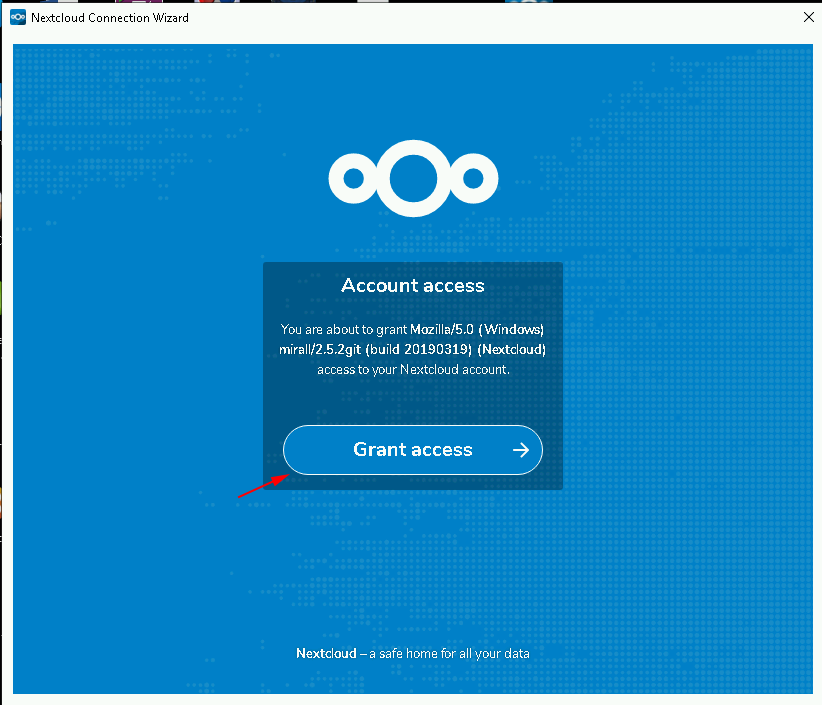 Nextcloud Connection Wizard
Account access
You are about to grant Mozilla/5.0 (Windows)
mirall/2.5.2git (build 20190319) (Nextcloud)
access to your Nextcloud account.
Grant access
Nextcloud – a safe home for all your data